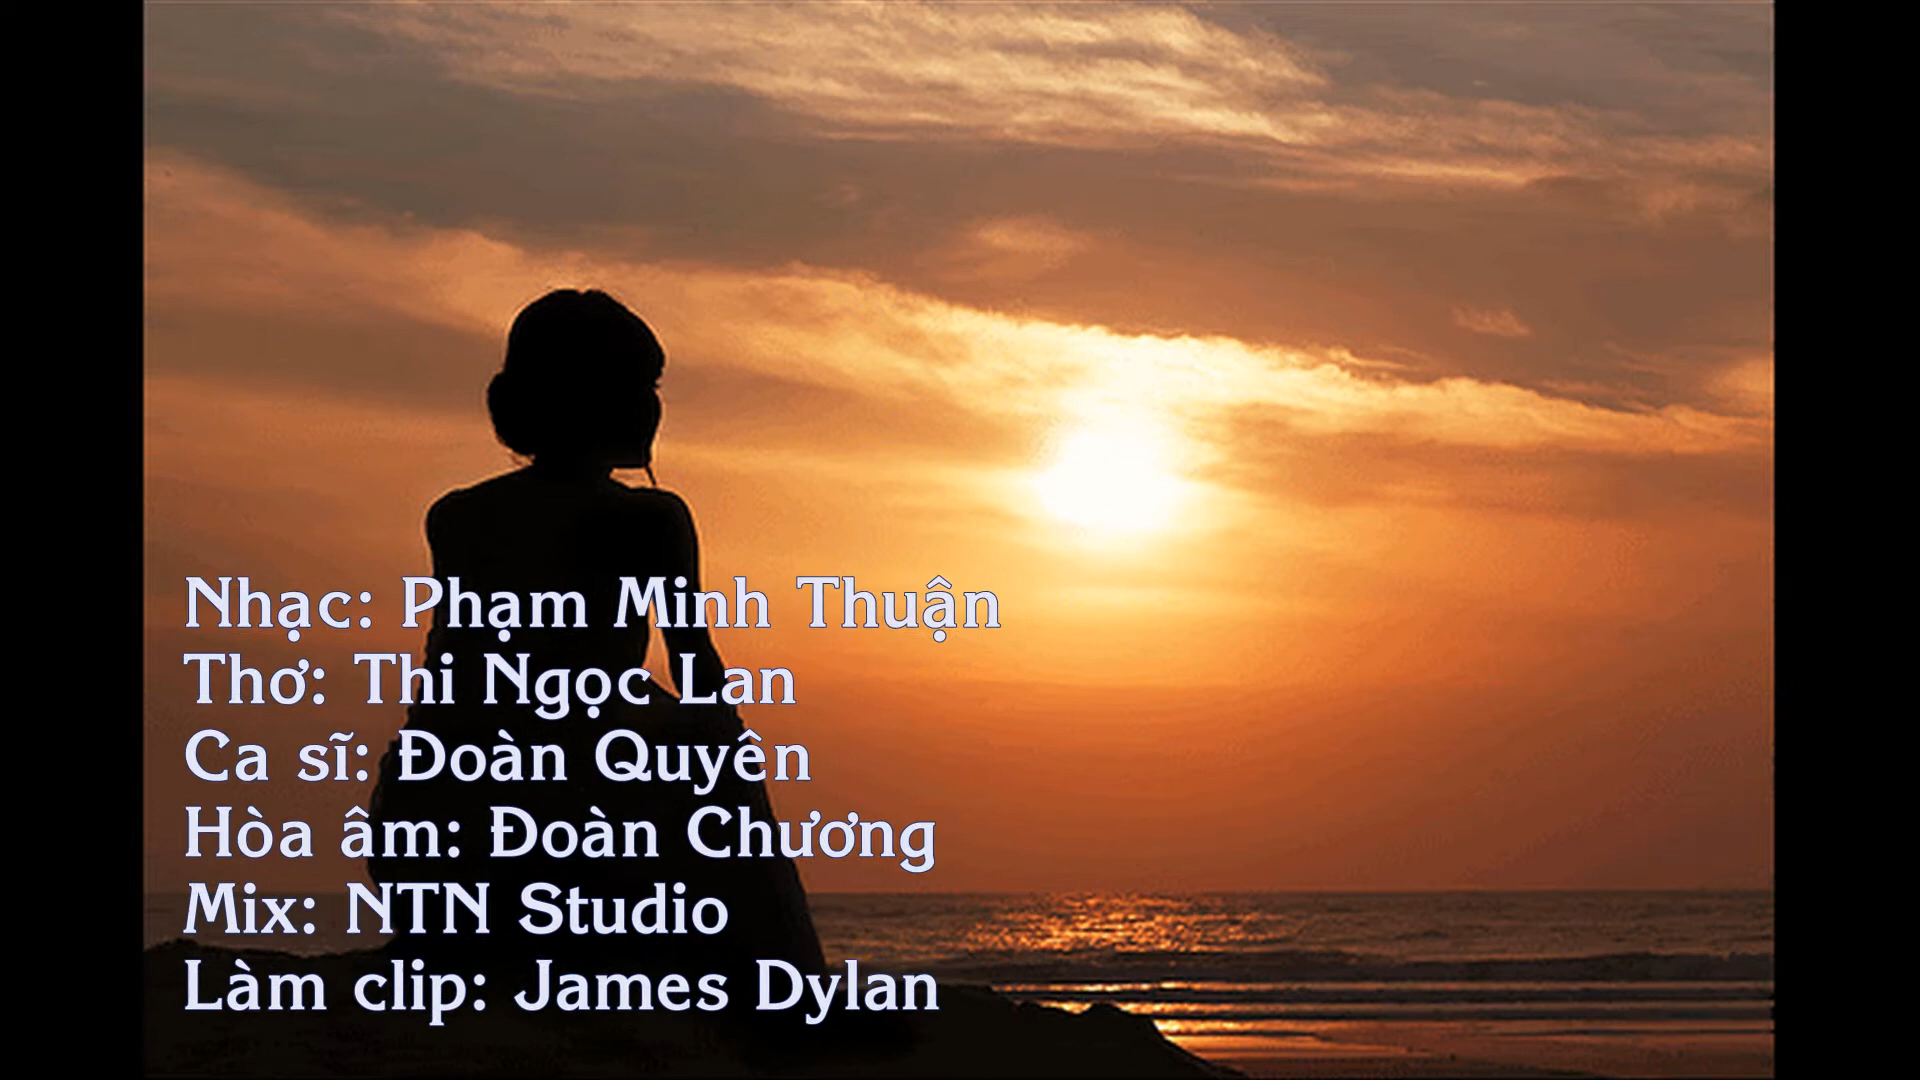 Nhạc: Phạm Minh Thuận
Thơ: Thi Ngọc Lan
Ca sĩ: Đoàn Quyên
Hòa âm: Đoàn Chương
Mix: NTN Studio
Làm clip: James Dylan